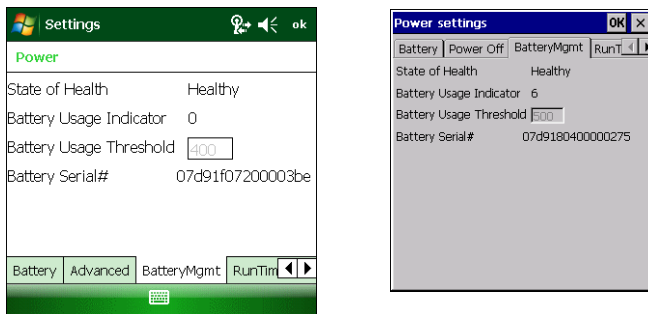 Settings ok
Power
State of Health Healthy
Battery Usage Indicator 0
Battery Usage Threshold 400
Battery Serial# 07d91f07200003be
Battery Advanced BatteryMgmt RunTim
Power settings OK ×
Battery Power Off BatteryMgmt RunT
State of Health Healthy
Battery Usage Indicator 6
Battery Usage Threshold 500
Battery Serial# 07d9180400000275